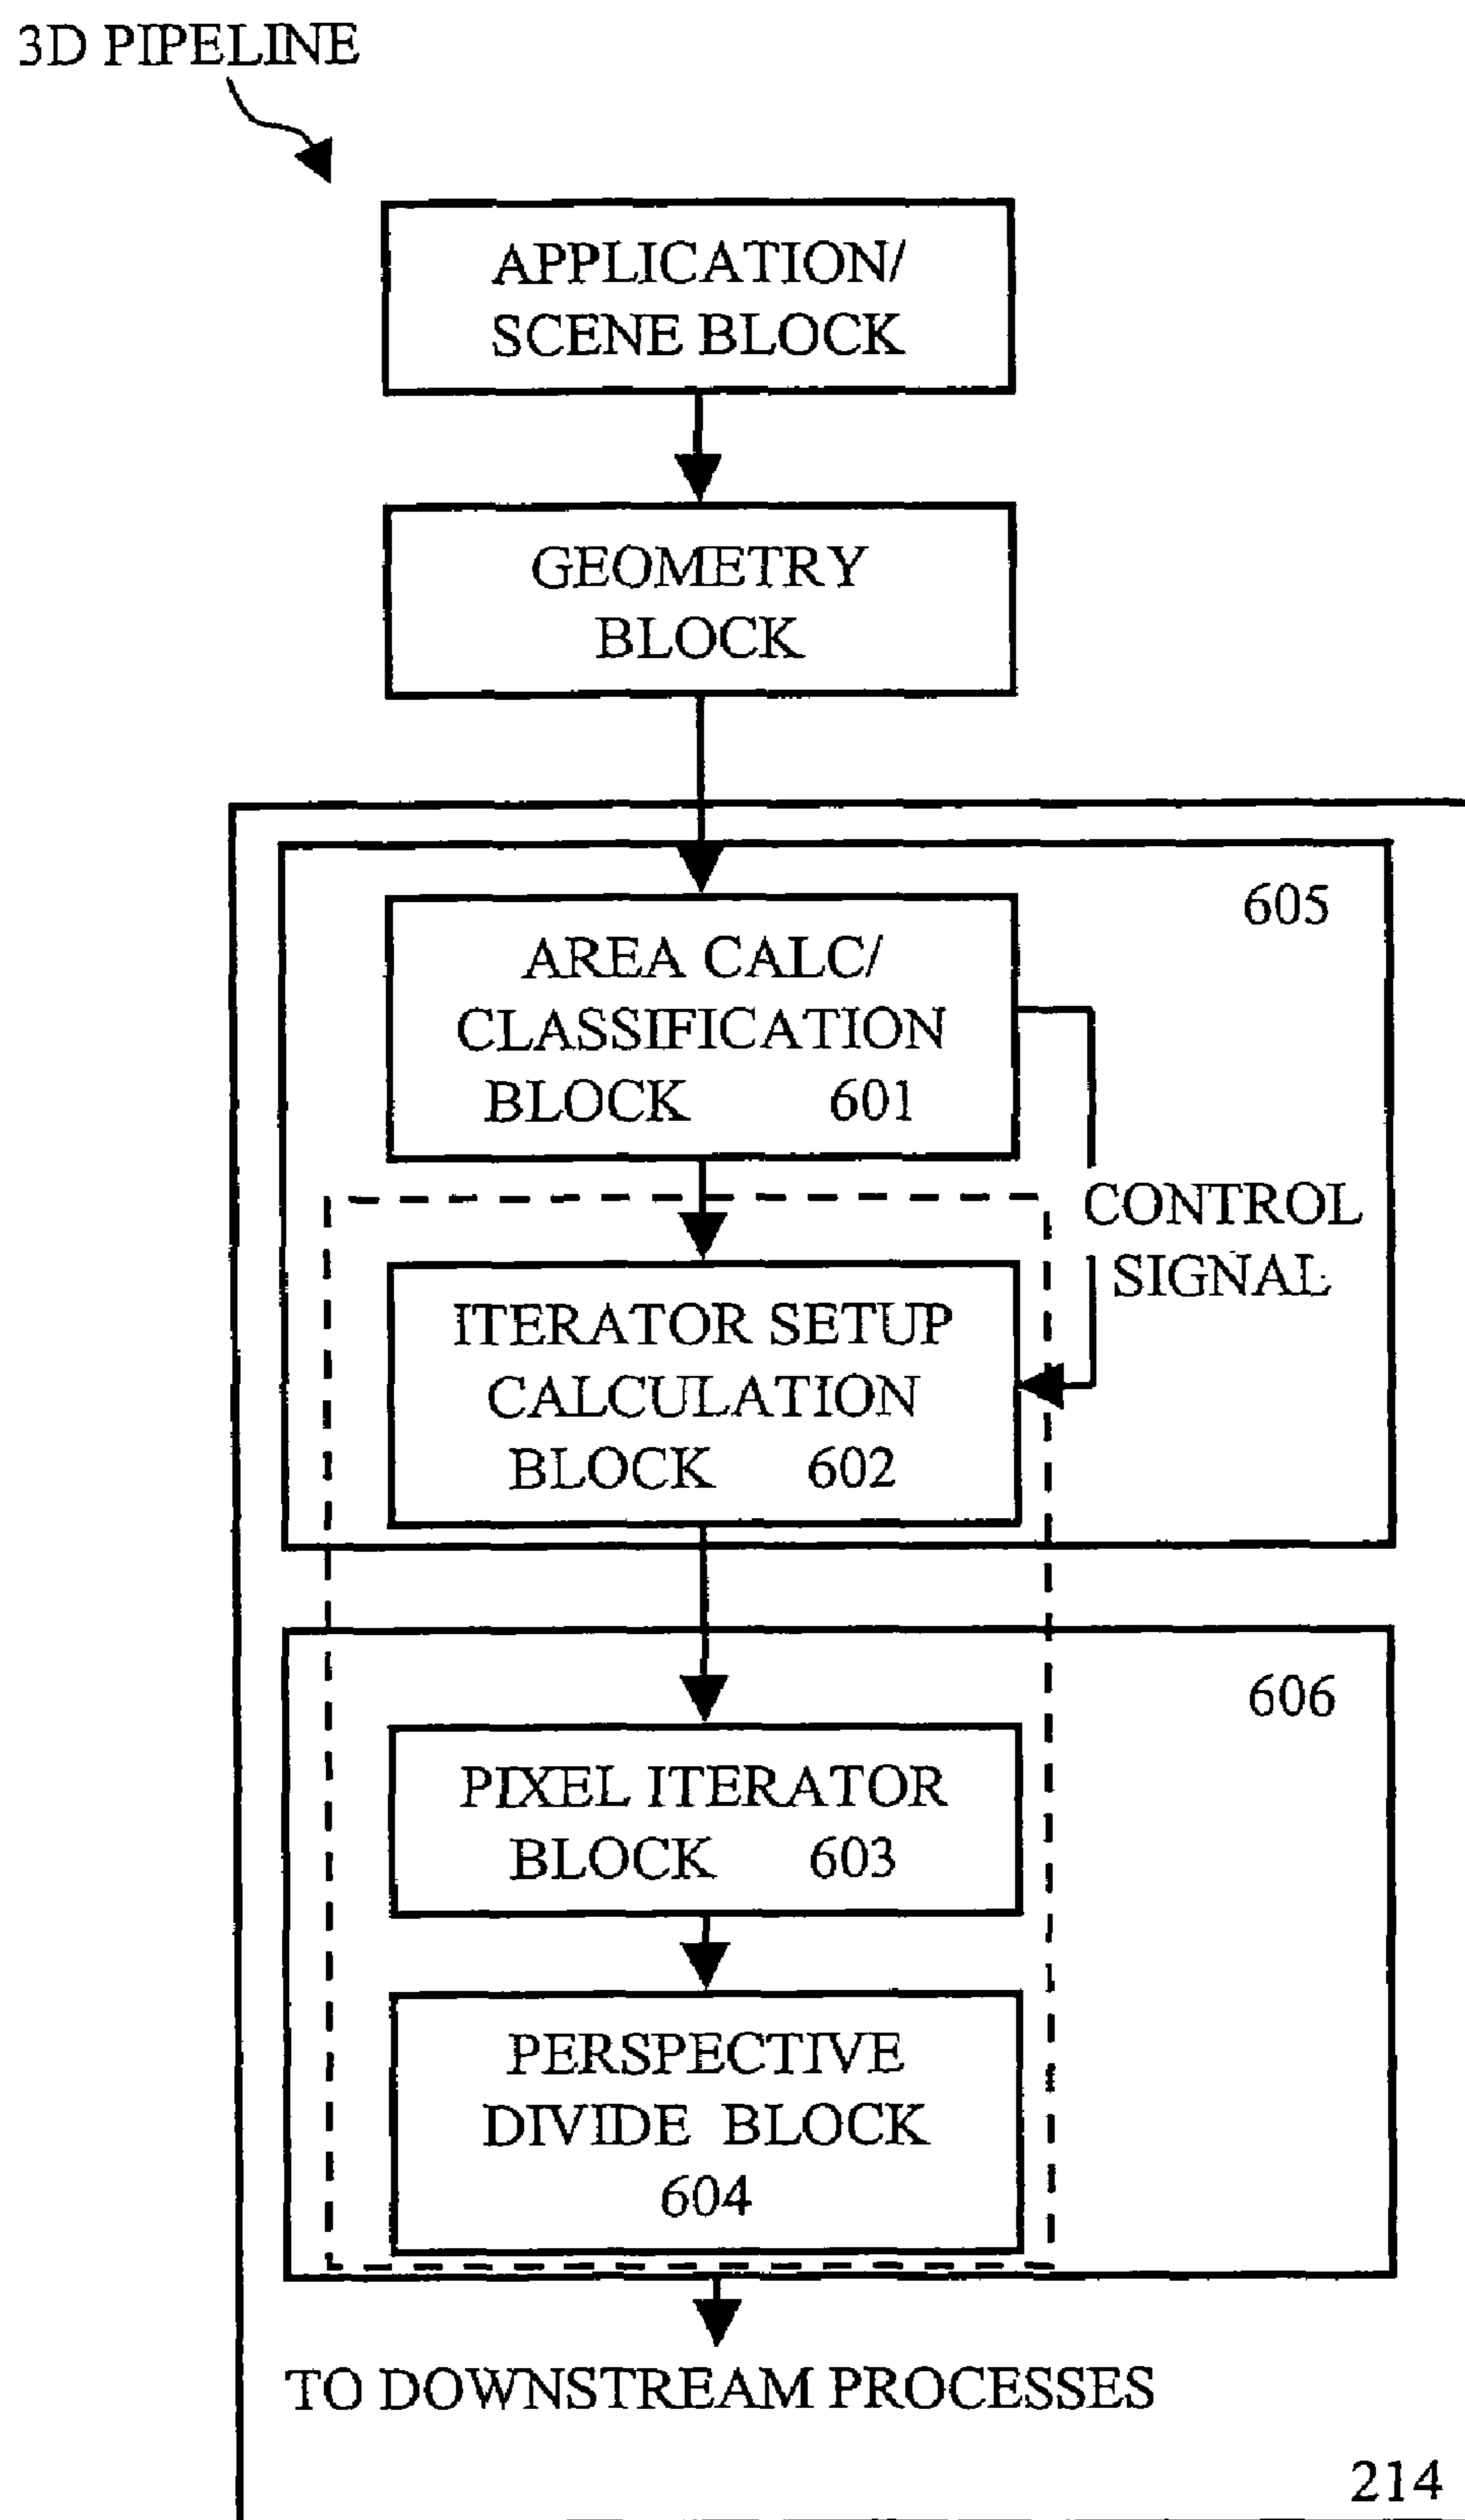 3D PIPELINE
APPLICATION/
SCENE BLOCK
GEOMETRY
BLOCK
605
AREA CALC/
CLASSIFICATION
BLOCK 601
CONTROL
SIGNAL
ITERATOR SETUP
CALCULATION
BLOCK 602
606
PIXEL ITERATOR
BLOCK 603
PERSPECTIVE
DIVIDE BLOCK
604
TO DOWNSTREAM PROCESSES
214